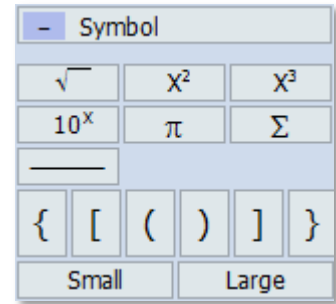 – Symbol
√ X² X³
10ˣ π Σ
{ [ ( ) ] }
Small Large